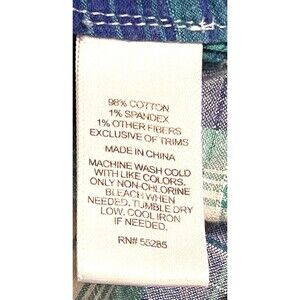 98% COTTON
1% SPANDEX
1% OTHER FIBERS
EXCLUSIVE OF TRIMS
MADE IN CHINA
MACHINE WASH COLD
WITH LIKE COLORS.
ONLY NON-CHLORINE
BLEACH WHEN
NEEDED. TUMBLE DRY
LOW. COOL IRON
IF NEEDED.
RN# 55285